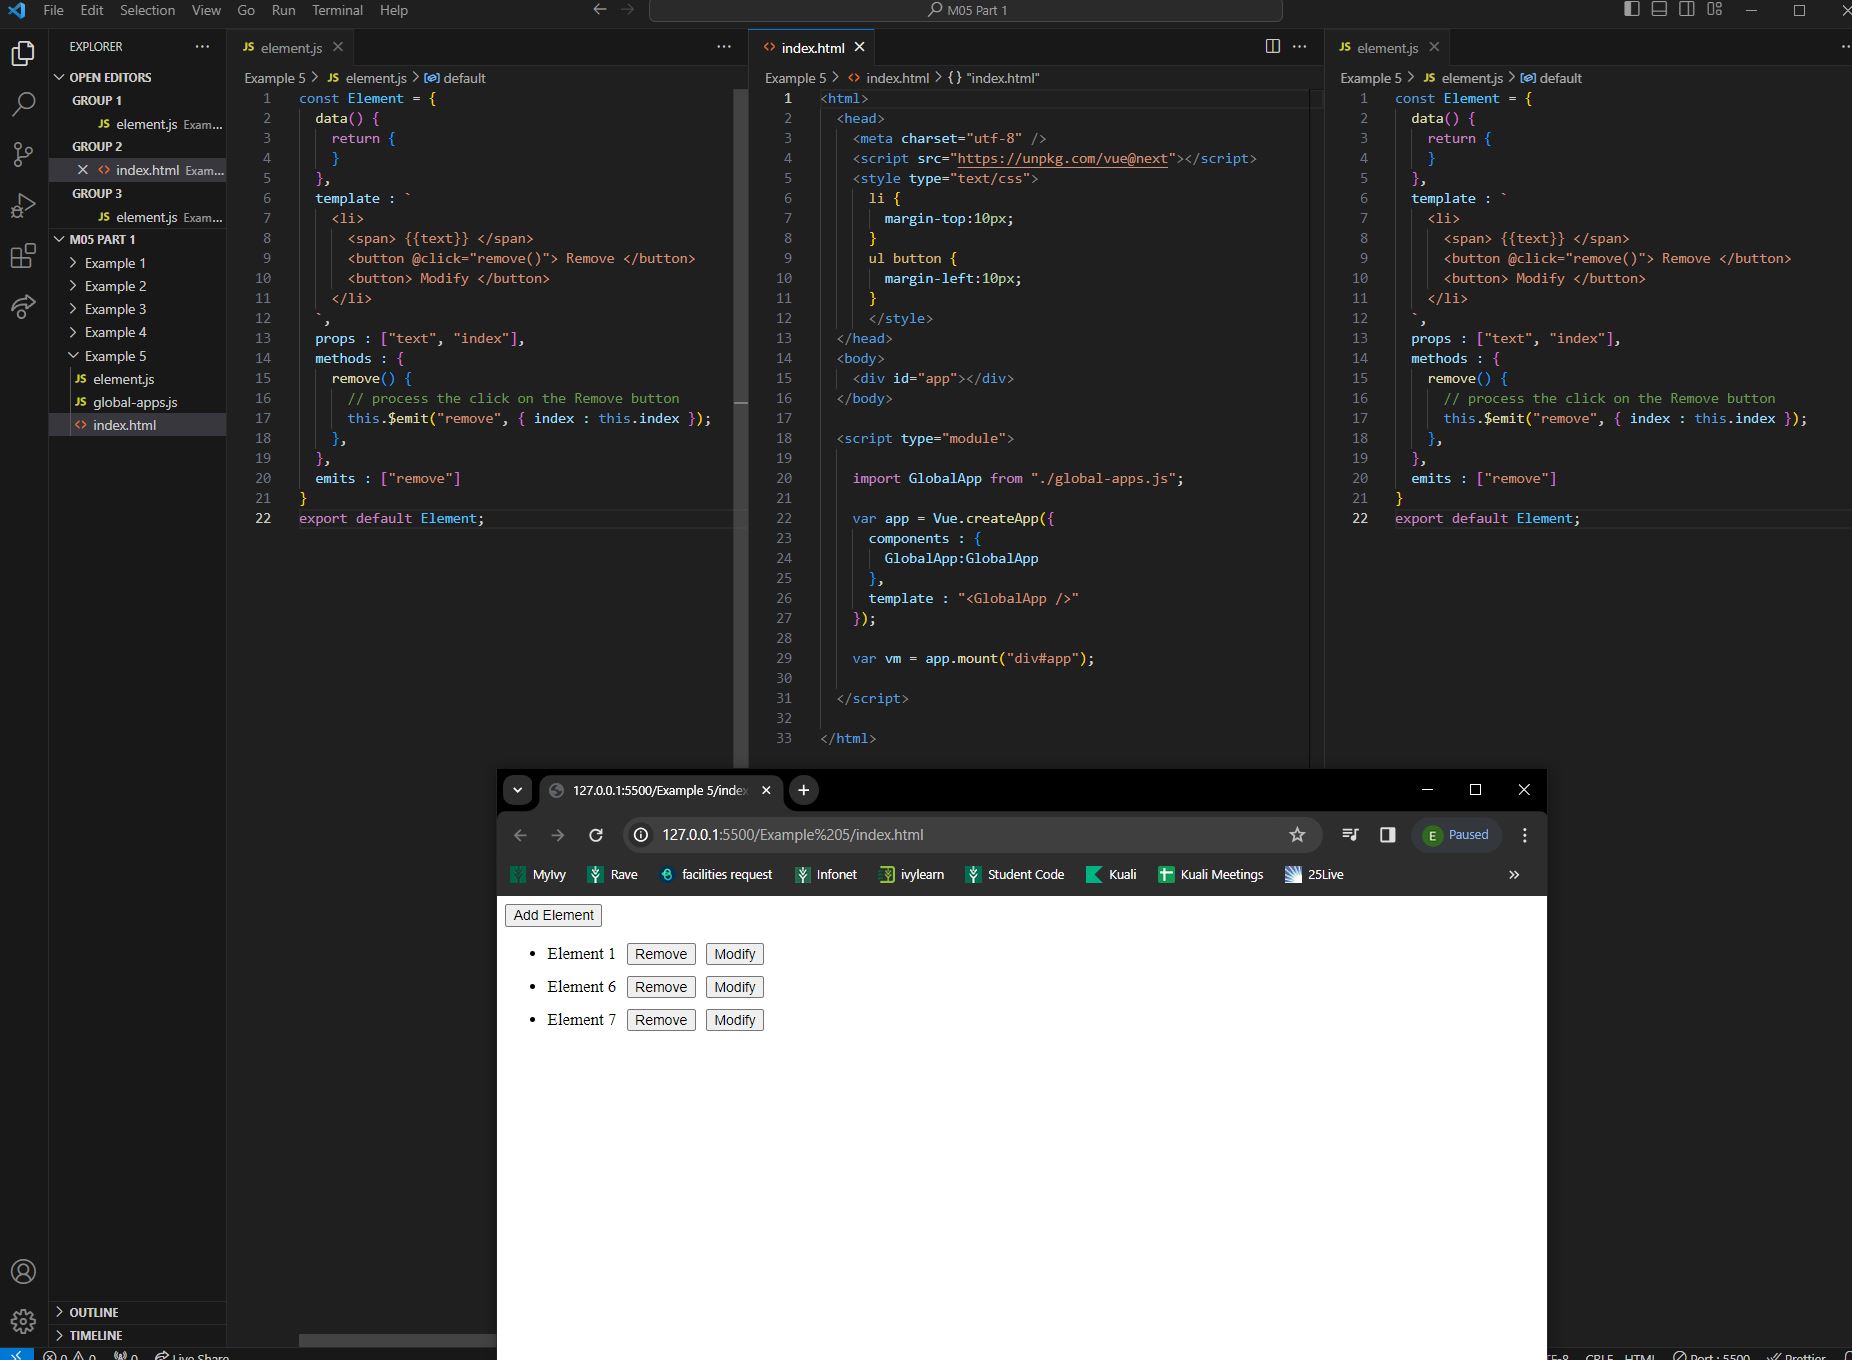 File Edit Selection View Go Run Terminal Help
M05 Part 1
EXPLORER
OPEN EDITORS
GROUP 1
JS element.js Exam...
GROUP 2
index.html Exam...
GROUP 3
JS element.js Exam...
M05 PART 1
Example 1
Example 2
Example 3
Example 4
Example 5
JS element.js
JS global-apps.js
index.html
OUTLINE
TIMELINE
JS element.js
Example 5 > JS element.js > default
1 const Element = {
2 data() {
3 return {
4 }
5 },
6 template : `
7 <li>
8 <span> {{text}} </span>
9 <button @click="remove()"> Remove </button>
10 <button> Modify </button>
11 </li>
12 `,
13 props : ["text", "index"],
14 methods : {
15 remove() {
16 // process the click on the Remove button
17 this.$emit("remove", { index : this.index });
18 },
19 },
20 emits : ["remove"]
21 }
22 export default Element;
index.html
Example 5 > index.html > {} "index.html"
1 <html>
2 <head>
3 <meta charset="utf-8" />
4 <script src="https://unpkg.com/vue@next"></script>
5 <style type="text/css">
6 li {
7 margin-top:10px;
8 }
9 ul button {
10 margin-left:10px;
11 }
12 </style>
13 </head>
14 <body>
15 <div id="app"></div>
16 </body>
17
18 <script type="module">
19
20 import GlobalApp from "./global-apps.js";
21
22 var app = Vue.createApp({
23 components : {
24 GlobalApp:GlobalApp
25 },
26 template : "<GlobalApp />"
27 });
28
29 var vm = app.mount("div#app");
30
31 </script>
32
33 </html>
JS element.js
Example 5 > JS element.js > default
1 const Element = {
2 data() {
3 return {
4 }
5 },
6 template : `
7 <li>
8 <span> {{text}} </span>
9 <button @click="remove()"> Remove </button>
10 <button> Modify </button>
11 </li>
12 `,
13 props : ["text", "index"],
14 methods : {
15 remove() {
16 // process the click on the Remove button
17 this.$emit("remove", { index : this.index });
18 },
19 },
20 emits : ["remove"]
21 }
22 export default Element;
127.0.0.1:5500/Example 5/index
127.0.0.1:5500/Example%205/index.html
E Paused
MyIvy Rave facilities request Infonet ivylearn Student Code Kuali Kuali Meetings 25Live
Add Element
Element 1 Remove Modify
Element 6 Remove Modify
Element 7 Remove Modify
0 0 0 Live Share
CRLF HTML Port : 5500 Prettier